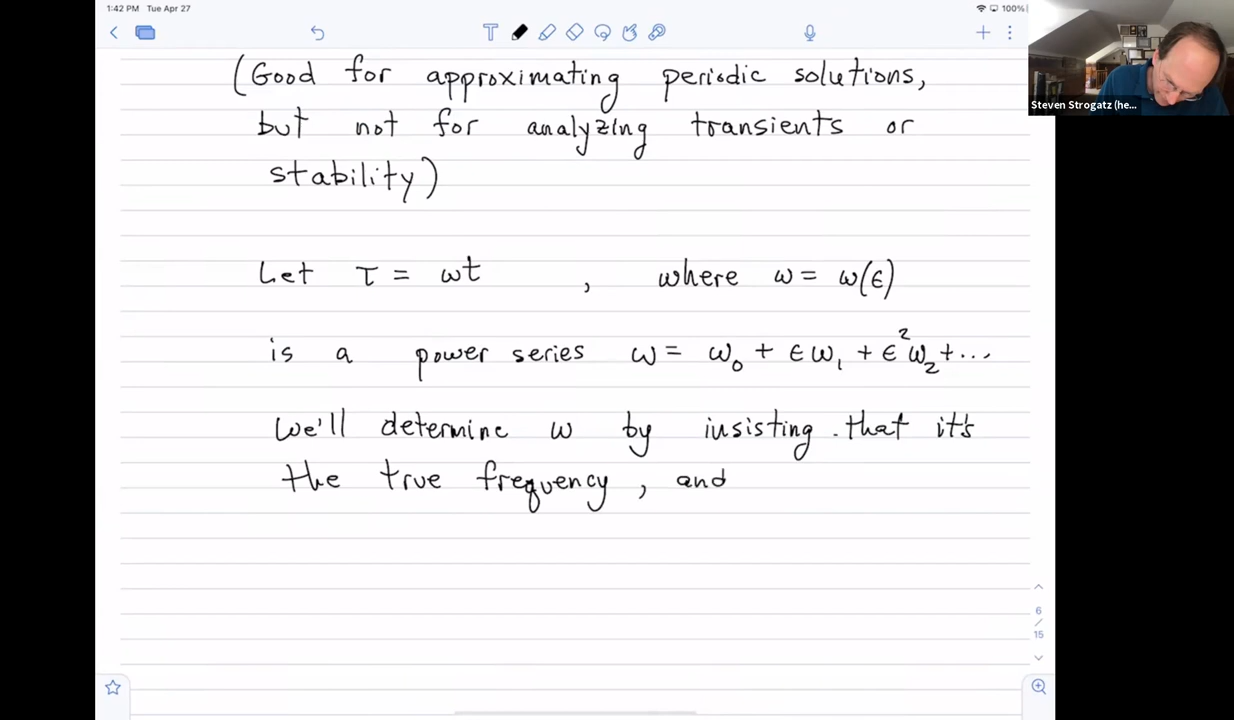 1:42 PM Tue Apr 27
100%
Steven Strogatz (he...
(Good for approximating periodic solutions,
but not for analyzing transients or
stability)
Let τ = ωt , where ω = ω(ϵ)
is a power series ω = ω₀ + ϵω₁ + ϵ²ω₂ + ...
We'll determine ω by insisting that it's
the true frequency, and
6
/
15